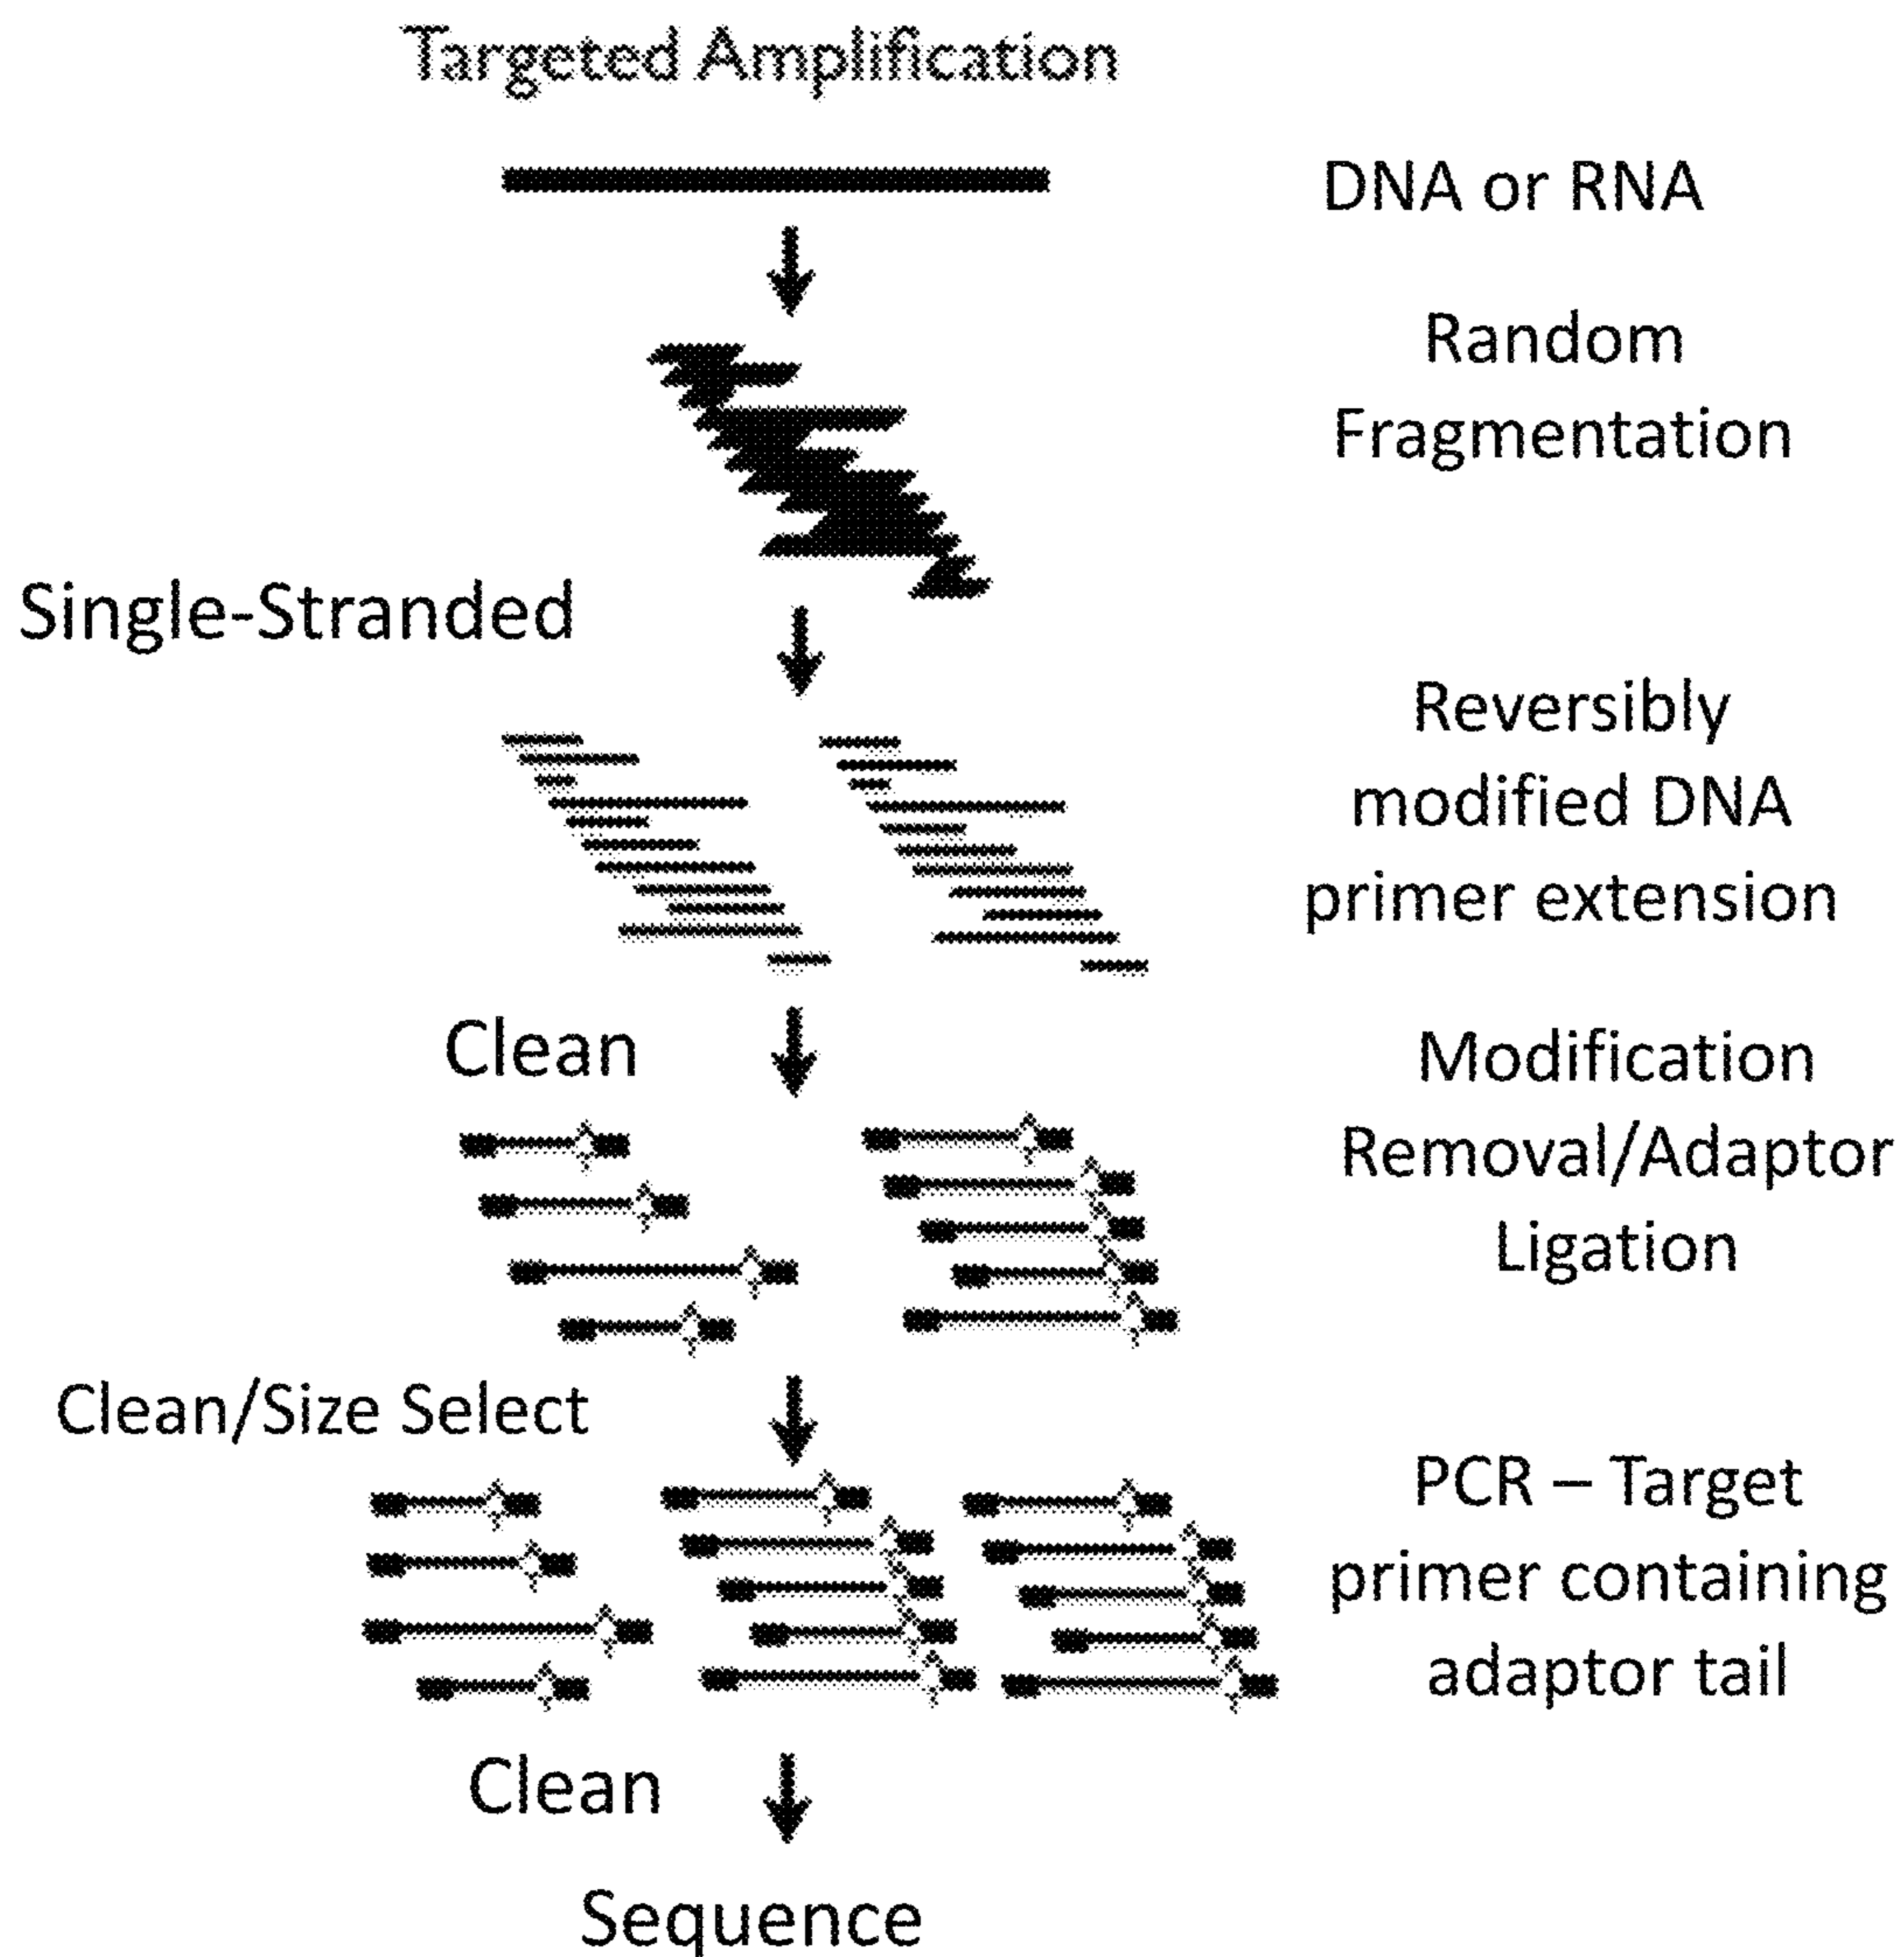 Targeted Amplification
DNA or RNA
Random
Fragmentation
Single-Stranded
Reversibly
modified DNA
primer extension
Clean
Modification
Removal/Adaptor
Ligation
Clean/Size Select
PCR – Target
primer containing
adaptor tail
Clean
Sequence